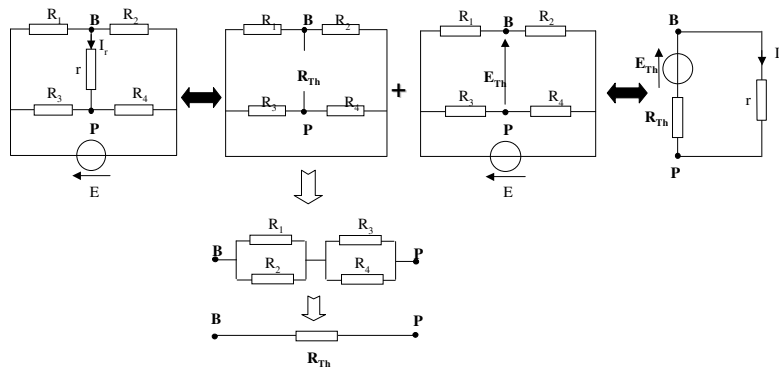 R1 B R2
Ir
r
R3 R4
P
E
R1 B R2
RTh
R3 R4
P
+
R1 B R2
ETh
R3 R4
P
E
B
I
ETh
r
RTh
P
R1 R3
B P
R2 R4
B P
RTh